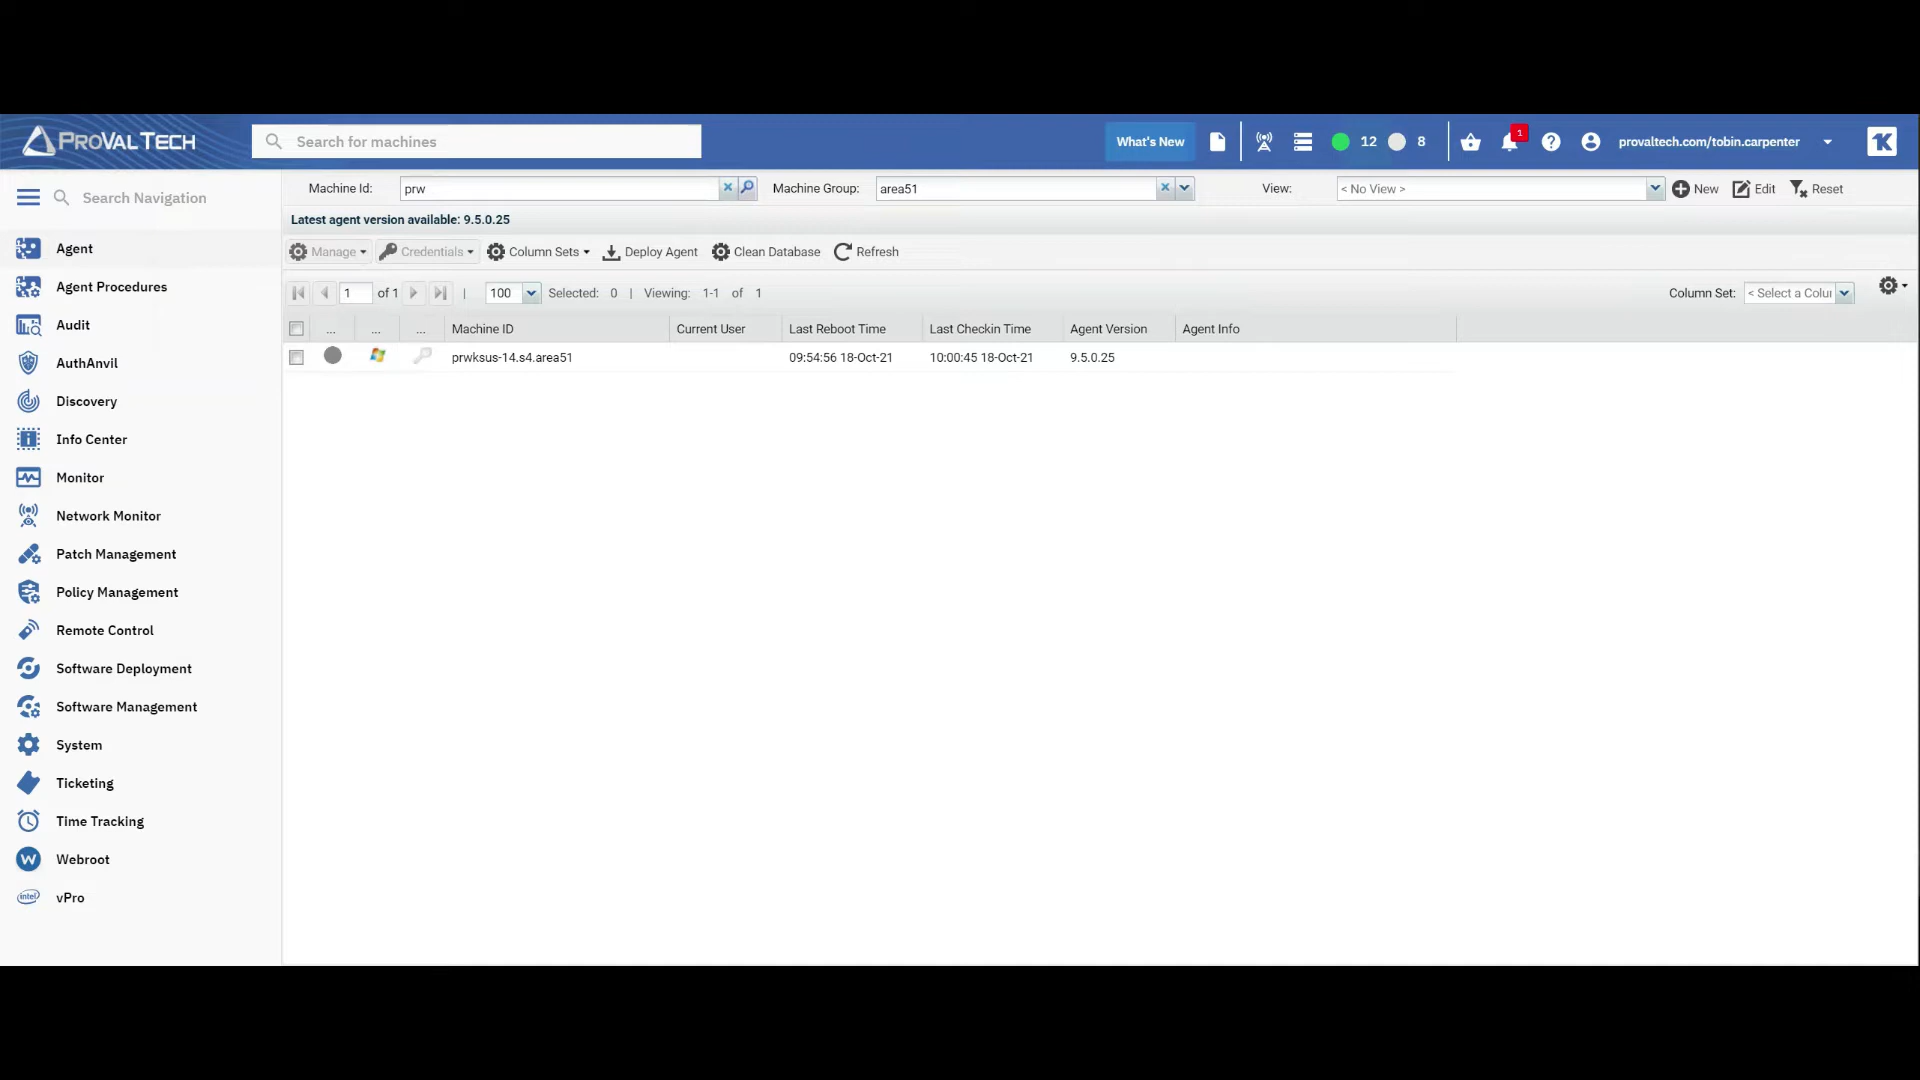 PROVAL TECH
Search for machines
What's New
12
8
1
provaltech.com/tobin.carpenter
Search Navigation
Agent
Agent Procedures
Audit
AuthAnvil
Discovery
Info Center
Monitor
Network Monitor
Patch Management
Policy Management
Remote Control
Software Deployment
Software Management
System
Ticketing
Time Tracking
W Webroot
intel vPro
Machine Id: prw Machine Group: area51 View: < No View > New Edit Reset
Latest agent version available: 9.5.0.25
Manage Credentials Column Sets Deploy Agent Clean Database Refresh
1 of 1 | 100 Selected: 0 | Viewing: 1-1 of 1 Column Set: < Select a Colu
... ... ... Machine ID Current User Last Reboot Time Last Checkin Time Agent Version Agent Info
prwksus-14.s4.area51 09:54:56 18-Oct-21 10:00:45 18-Oct-21 9.5.0.25